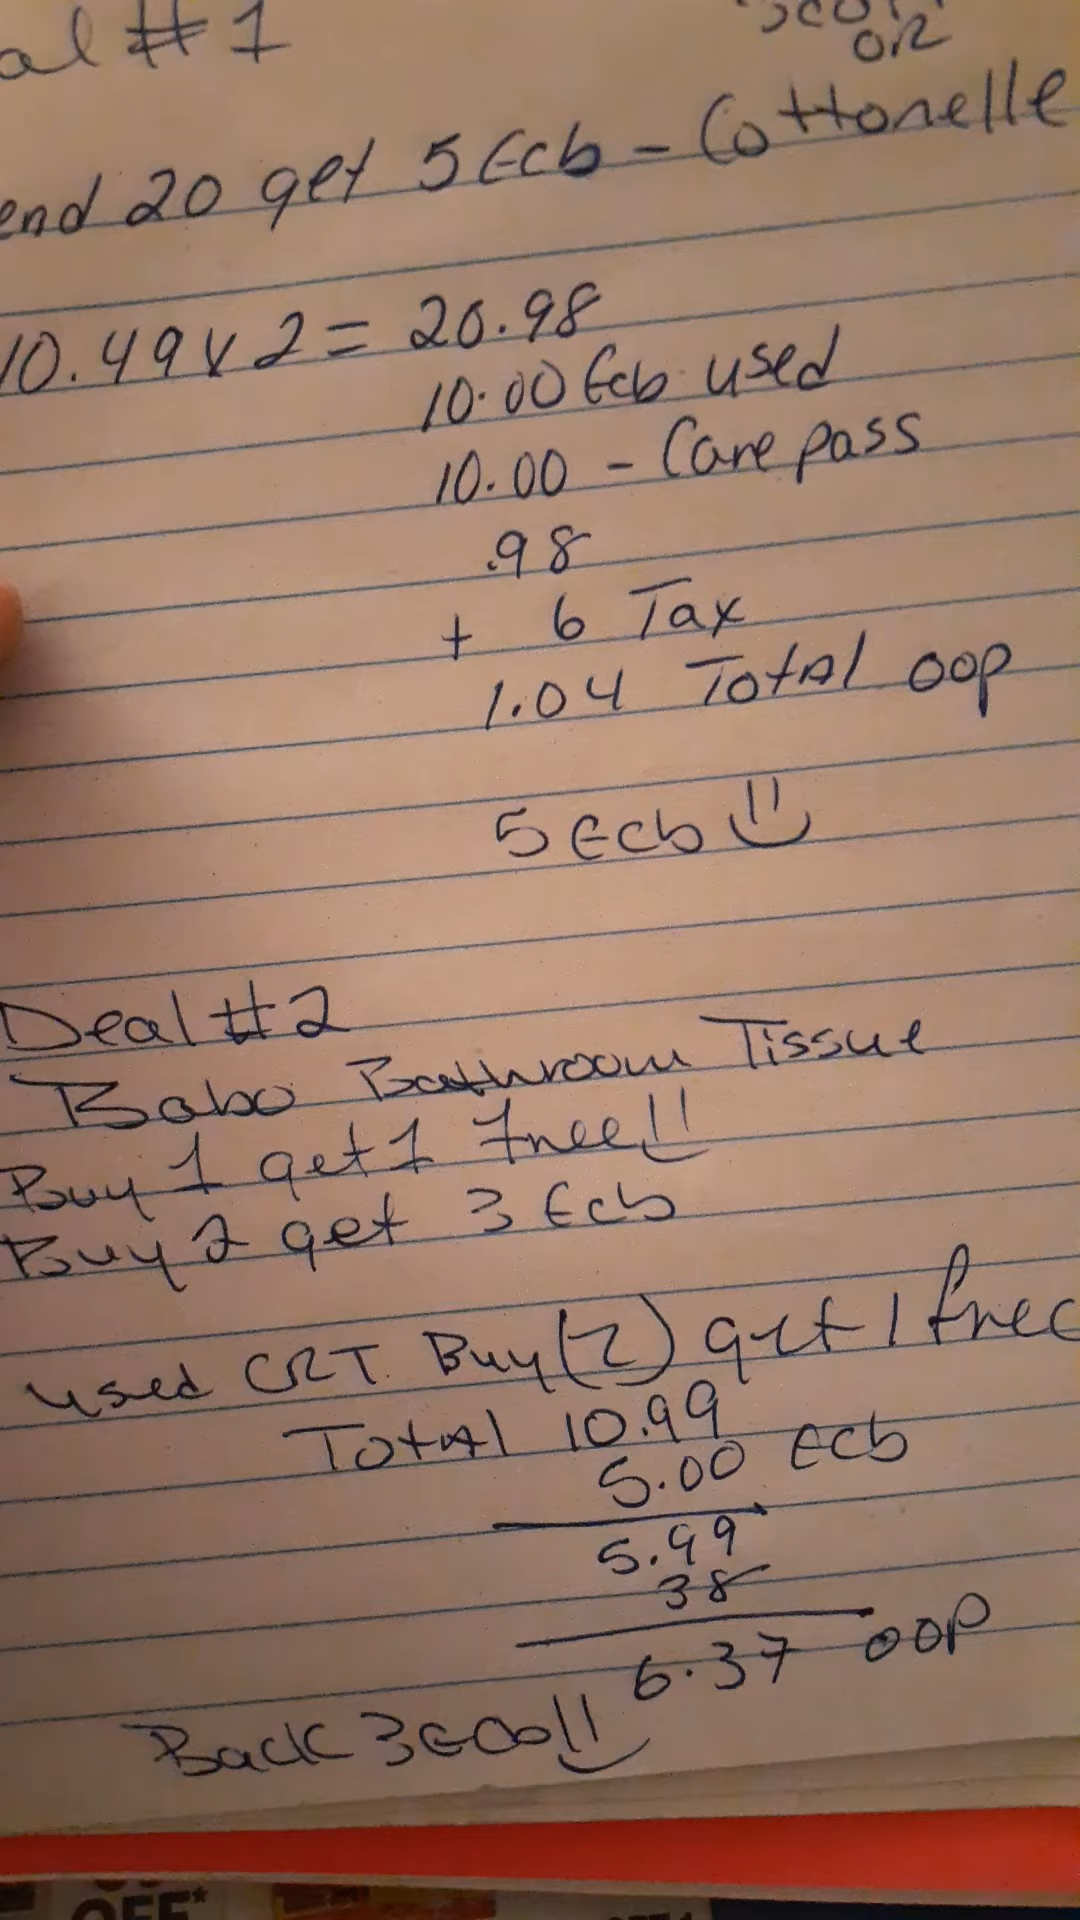 al #1
or
end 20 get 5 Ecb - Cottonelle
10.49 x 2 = 20.98
10.00 Ecb used
10.00 - Care pass
.98
+ 6 Tax
1.04 Total oop
5 Ecb
Deal #2
Babo Bathroom Tissue
Buy 1 get 1 free!!
Buy 2 get 3 Ecb
used CRT. Buy (2) get 1 free
Total 10.99
5.00 Ecb
5.99
38
6.37 OOP
Back 3 Ecb!!
OFF*